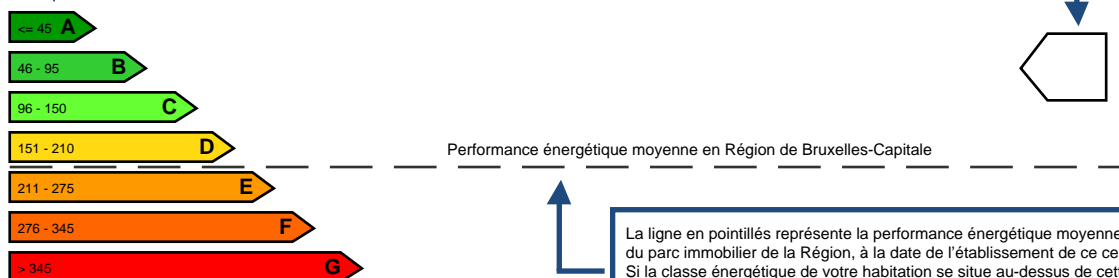 <= 45 A
46 - 95 B
96 - 150 C
151 - 210 D
Performance énergétique moyenne en Région de Bruxelles-Capitale
211 - 275 E
276 - 345 F
> 345 G
La ligne en pointillés représente la performance énergétique moyenne
du parc immobilier de la Région, à la date de l'établissement de ce ce
Si la classe énergétique de votre habitation se situe au-dessus de ce